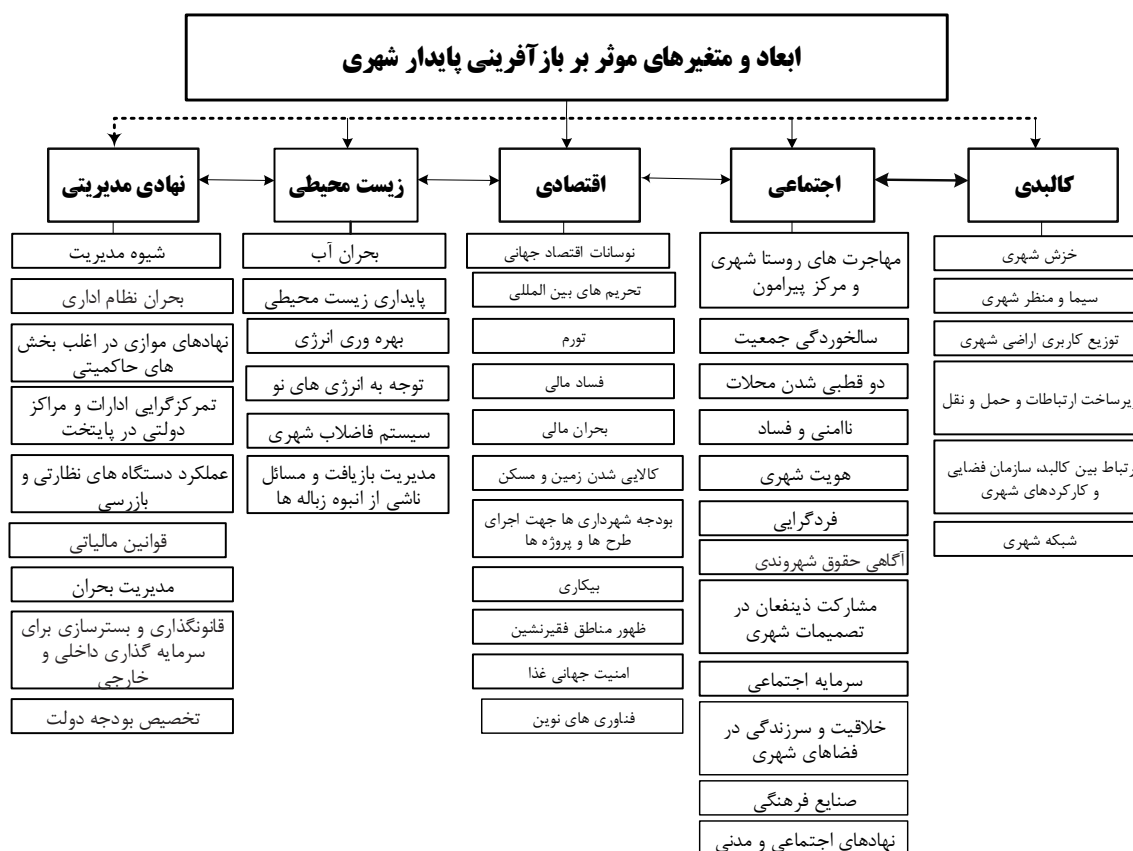 ابعاد و متغیرهای موثر بر بازآفرینی پایدار شهری
کالبدی
خزش شهری
سیما و منظر شهری
توزیع کاربری اراضی شهری
یرساخت ارتباطات و حمل و نقل
رتباط بین کالبد، سازمان فضایی
و کارکردهای شهری
شبکه شهری
اجتماعی
مهاجرت های روستا شهری
و مرکز پیرامون
سالخوردگی جمعیت
دو قطبی شدن محلات
ناامنی و فساد
هویت شهری
فردگرایی
آگاهی حقوق شهروندی
مشارکت ذینفعان در
تصمیمات شهری
سرمایه اجتماعی
خلاقیت و سرزندگی در
فضاهای شهری
صنایع فرهنگی
نهادهای اجتماعی و مدنی
اقتصادی
نوسانات اقتصاد جهانی
تحریم های بین المللی
تورم
فساد مالی
بحران مالی
کالایی شدن زمین و مسکن
بودجه شهرداری ها جهت اجرای
طرح ها و پروژه ها
بیکاری
ظهور مناطق فقیرنشین
امنیت جهانی غذا
فناوری های نوین
زیست محیطی
بحران آب
پایداری زیست محیطی
بهره وری انرژی
توجه به انرژی های نو
سیستم فاضلاب شهری
مدیریت بازیافت و مسائل
ناشی از انبوه زباله ها
نهادی مدیریتی
شیوه مدیریت
بحران نظام اداری
نهادهای موازی در اغلب بخش
های حاکمیتی
تمرکزگرایی ادارات و مراکز
دولتی در پایتخت
عملکرد دستگاه های نظارتی و
بازرسی
قوانین مالیاتی
مدیریت بحران
قانونگذاری و بسترسازی برای
سرمایه گذاری داخلی و
خارجی
تخصیص بودجه دولت